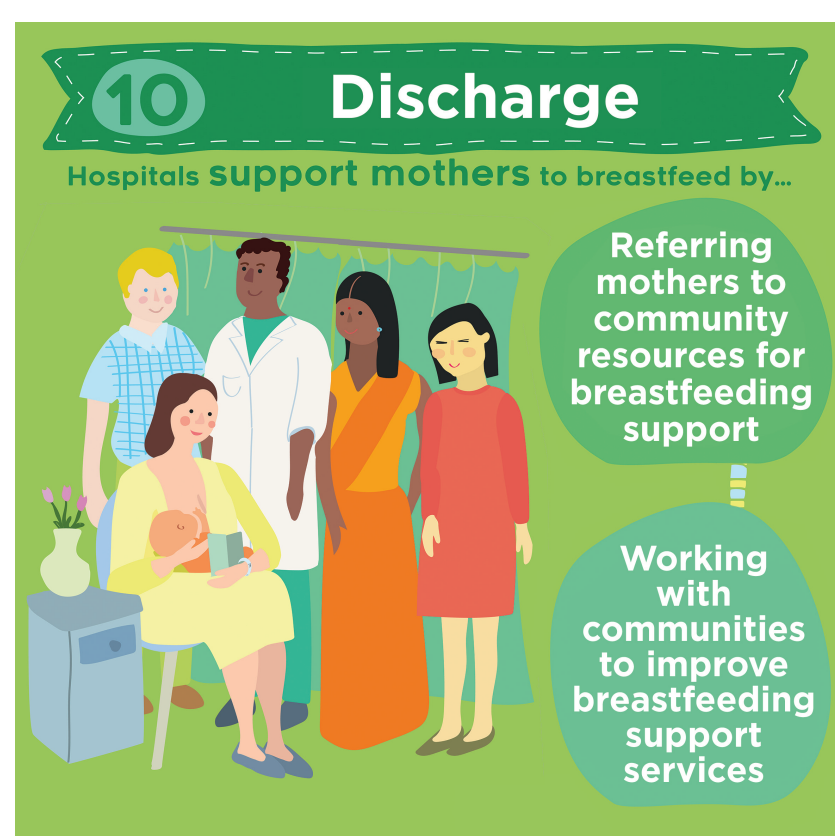 10
Discharge
Hospitals support mothers to breastfeed by...
Referring
mothers to
community
resources for
breastfeeding
support
Working
with
communities
to improve
breastfeeding
support
services